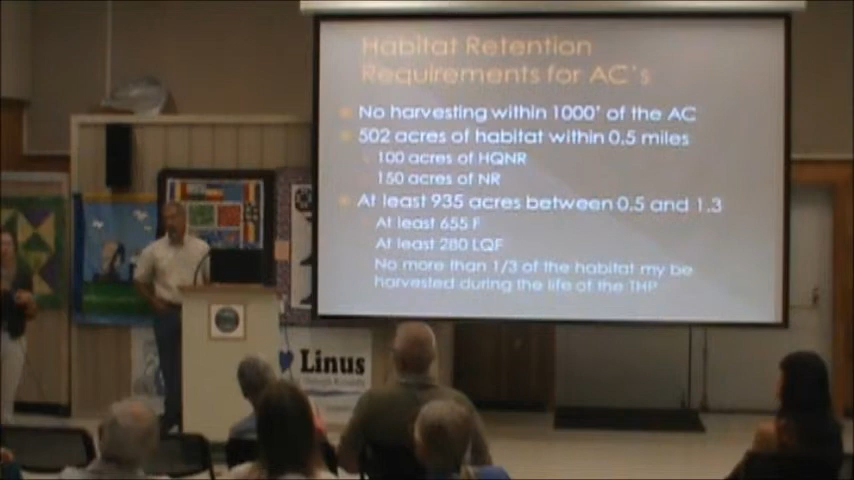 Habitat Retention
Requirements for AC's
No harvesting within 1000' of the AC
502 acres of habitat within 0.5 miles
100 acres of HQNR
150 acres of NR
At least 935 acres between 0.5 and 1.3
At least 655 F
At least 280 LQF
No more than 1/3 of the habitat my be
harvested during the life of the THP
Linus